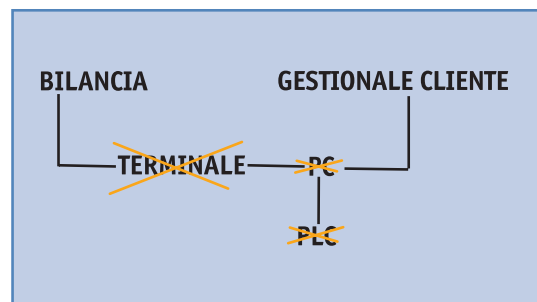 BILANCIA
GESTIONALE CLIENTE
TERMINALE
PC
PLC